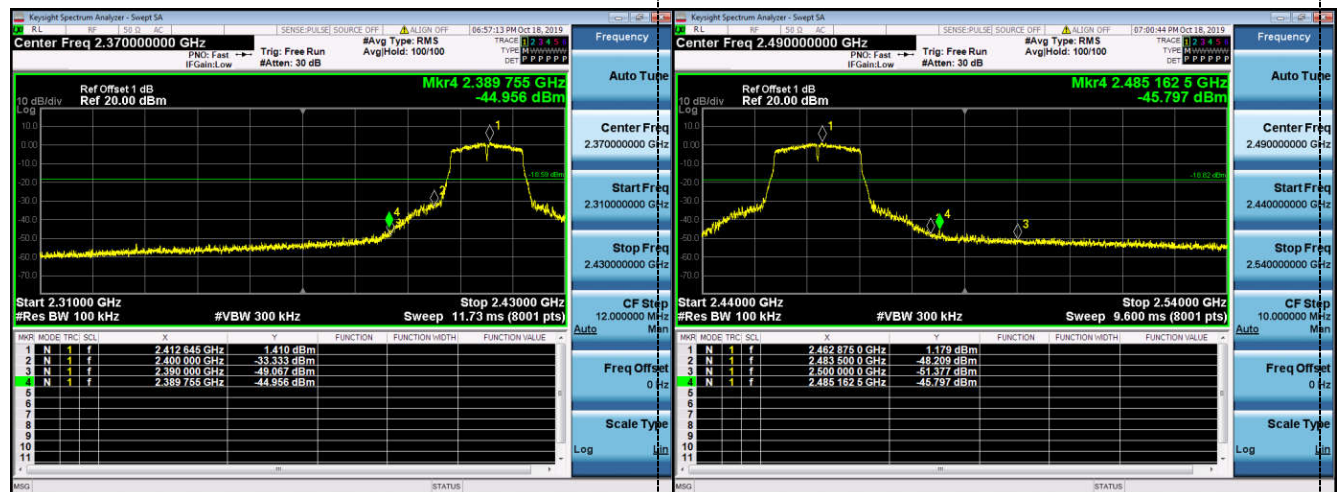 Keysight Spectrum Analyzer - Swept SA
RL RF 50 Ω AC SENSE:PULSE SOURCE OFF ALIGN OFF 06:57:13 PM Oct 18, 2019
Center Freq 2.370000000 GHz
#Avg Type: RMS
TRACE 1 2 3 4 5 6
PNO: Fast Trig: Free Run Avg|Hold: 100/100
TYPE M WWWWW
IFGain:Low #Atten: 30 dB
DET P P P P P P
Mkr4 2.389 755 GHz
-44.956 dBm
Ref Offset 1 dB
10 dB/div Ref 20.00 dBm
Log
10.0
0.00
-10.0
-20.0
-30.0
-40.0
-50.0
-60.0
-70.0
1
2
4
-18.59 dBm
Start 2.31000 GHz Stop 2.43000 GHz
#Res BW 100 kHz #VBW 300 kHz Sweep 11.73 ms (8001 pts)
MKR MODE TRC SCL X Y FUNCTION FUNCTION WIDTH FUNCTION VALUE
1 N 1 f 2.412 645 GHz 1.410 dBm
2 N 1 f 2.400 000 GHz -33.333 dBm
3 N 1 f 2.390 000 GHz -49.067 dBm
4 N 1 f 2.389 755 GHz -44.956 dBm
5
6
7
8
9
10
11
MSG STATUS
Frequency
Auto Tune
Center Freq
2.370000000 GHz
Start Freq
2.310000000 GHz
Stop Freq
2.430000000 GHz
CF Step
12.000000 MHz
Auto Man
Freq Offset
0 Hz
Scale Type
Log Lin
Keysight Spectrum Analyzer - Swept SA
RL RF 50 Ω AC SENSE:PULSE SOURCE OFF ALIGN OFF 07:00:44 PM Oct 18, 2019
Center Freq 2.490000000 GHz
#Avg Type: RMS
TRACE 1 2 3 4 5 6
PNO: Fast Trig: Free Run Avg|Hold: 100/100
TYPE M WWWWW
IFGain:Low #Atten: 30 dB
DET P P P P P P
Mkr4 2.485 162 5 GHz
-45.797 dBm
Ref Offset 1 dB
10 dB/div Ref 20.00 dBm
Log
10.0
0.00
-10.0
-20.0
-30.0
-40.0
-50.0
-60.0
-70.0
1
4
3
-18.82 dBm
Start 2.44000 GHz Stop 2.54000 GHz
#Res BW 100 kHz #VBW 300 kHz Sweep 9.600 ms (8001 pts)
MKR MODE TRC SCL X Y FUNCTION FUNCTION WIDTH FUNCTION VALUE
1 N 1 f 2.462 875 0 GHz 1.179 dBm
2 N 1 f 2.483 500 0 GHz -48.209 dBm
3 N 1 f 2.500 000 0 GHz -51.377 dBm
4 N 1 f 2.485 162 5 GHz -45.797 dBm
5
6
7
8
9
10
11
MSG STATUS
Frequency
Auto Tune
Center Freq
2.490000000 GHz
Start Freq
2.440000000 GHz
Stop Freq
2.540000000 GHz
CF Step
10.000000 MHz
Auto Man
Freq Offset
0 Hz
Scale Type
Log Lin